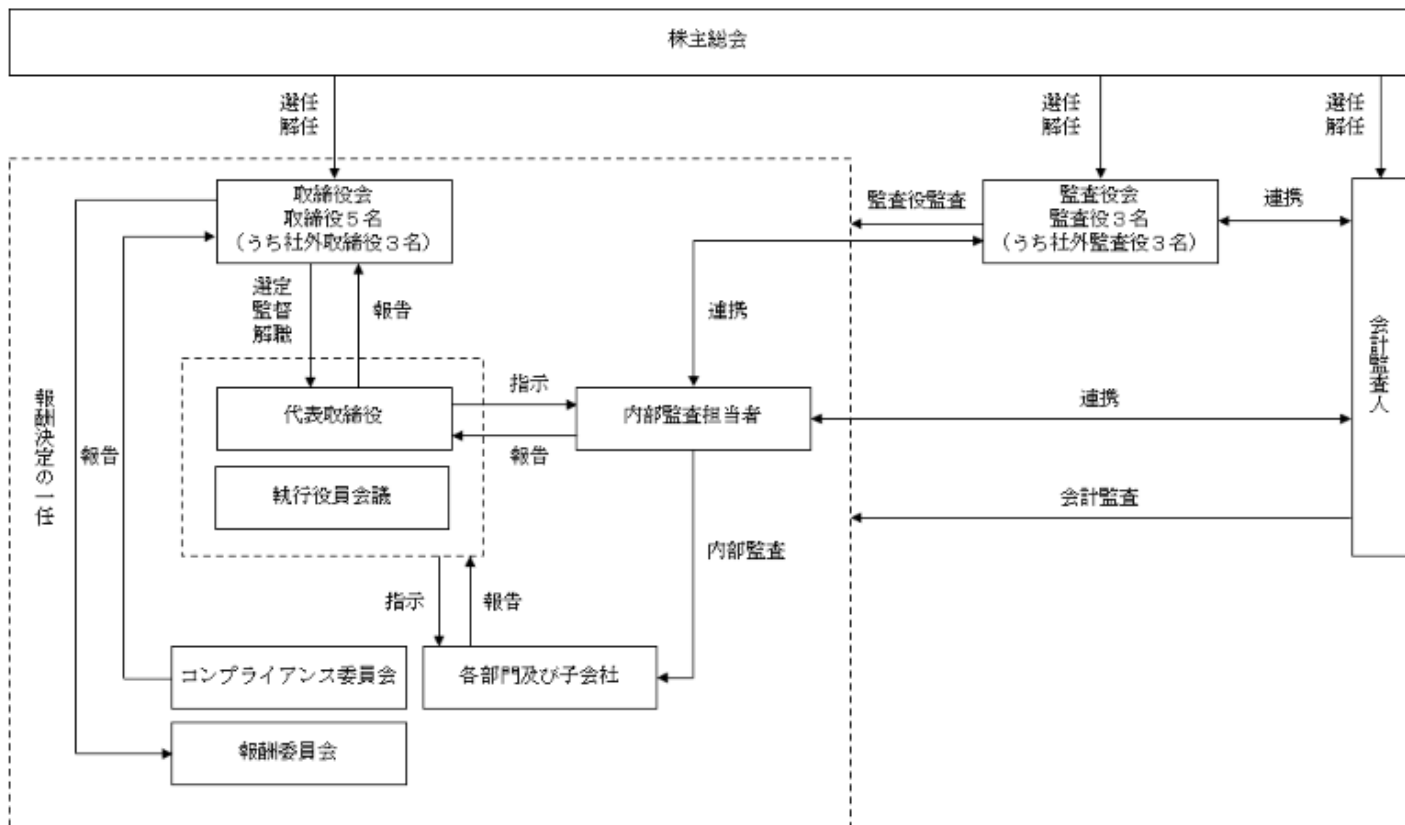 株主総会
選任
解任
選任
解任
選任
解任
取締役会
取締役5名
（うち社外取締役3名）
監査役監査
監査役会
監査役3名
（うち社外監査役3名）
連携
選定
監督
解職
報告
連携
会計監査人
報酬決定の一任
報告
代表取締役
指示
報告
内部監査担当者
連携
執行役員会議
会計監査
内部監査
指示
報告
コンプライアンス委員会
各部門及び子会社
報酬委員会